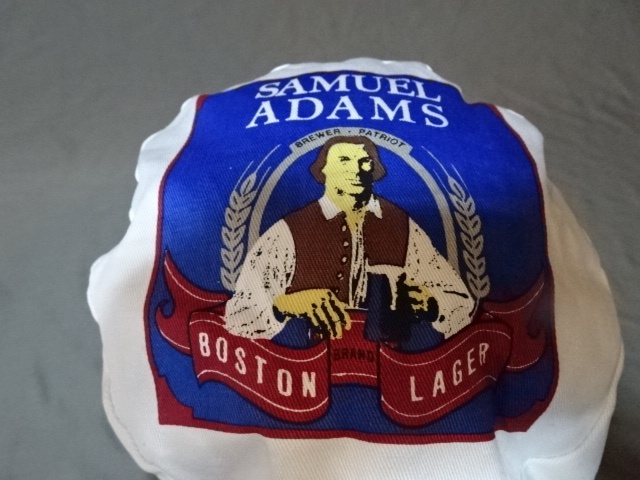 SAMUEL
ADAMS
BREWER · PATRIOT
BOSTON BRAND LAGER